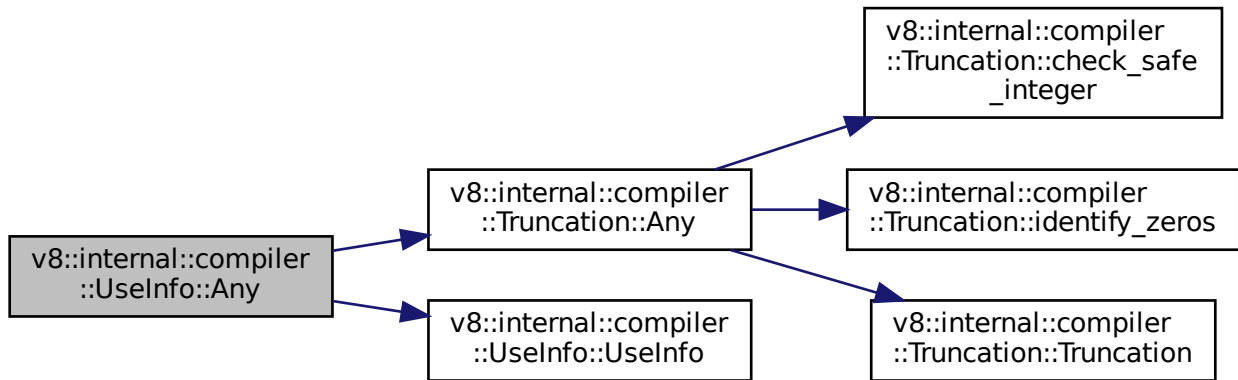 v8::internal::compiler
::UseInfo::Any
v8::internal::compiler
::Truncation::Any
v8::internal::compiler
::UseInfo::UseInfo
v8::internal::compiler
::Truncation::check_safe
_integer
v8::internal::compiler
::Truncation::identify_zeros
v8::internal::compiler
::Truncation::Truncation